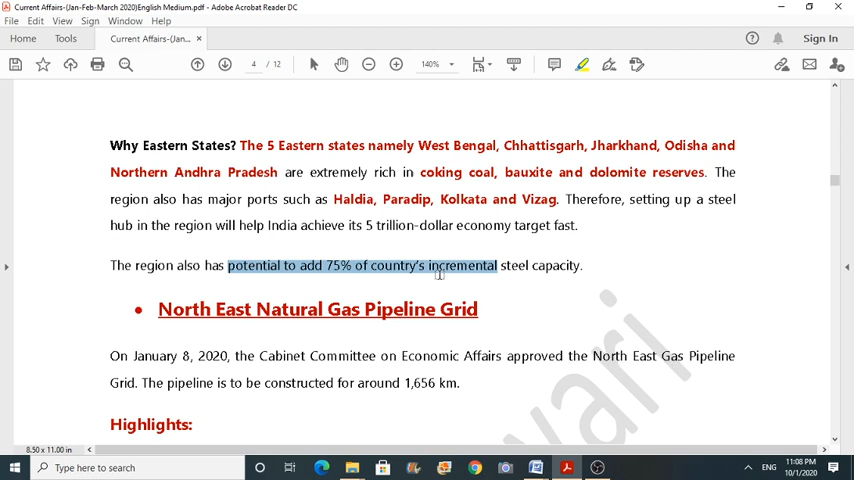 Current Affairs-(Jan-Feb-March 2020)English Medium.pdf - Adobe Acrobat Reader DC
File Edit View Sign Window Help
Home Tools Current Affairs-(Jan... × Sign In
4 / 12 140%
Why Eastern States? The 5 Eastern states namely West Bengal, Chhattisgarh, Jharkhand, Odisha and
Northern Andhra Pradesh are extremely rich in coking coal, bauxite and dolomite reserves. The
region also has major ports such as Haldia, Paradip, Kolkata and Vizag. Therefore, setting up a steel
hub in the region will help India achieve its 5 trillion-dollar economy target fast.
The region also has potential to add 75% of country's incremental steel capacity.
• North East Natural Gas Pipeline Grid
On January 8, 2020, the Cabinet Committee on Economic Affairs approved the North East Gas Pipeline
Grid. The pipeline is to be constructed for around 1,656 km.
Highlights:
wari
8.50 x 11.00 in
Type here to search
ENG
11:08 PM
10/1/2020